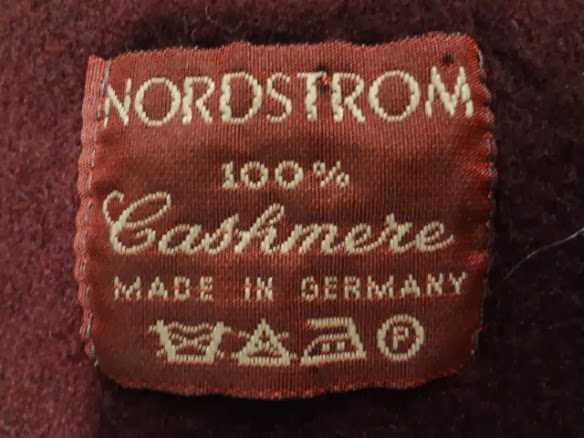 NORDSTROM
100%
Cashmere
MADE IN GERMANY
P